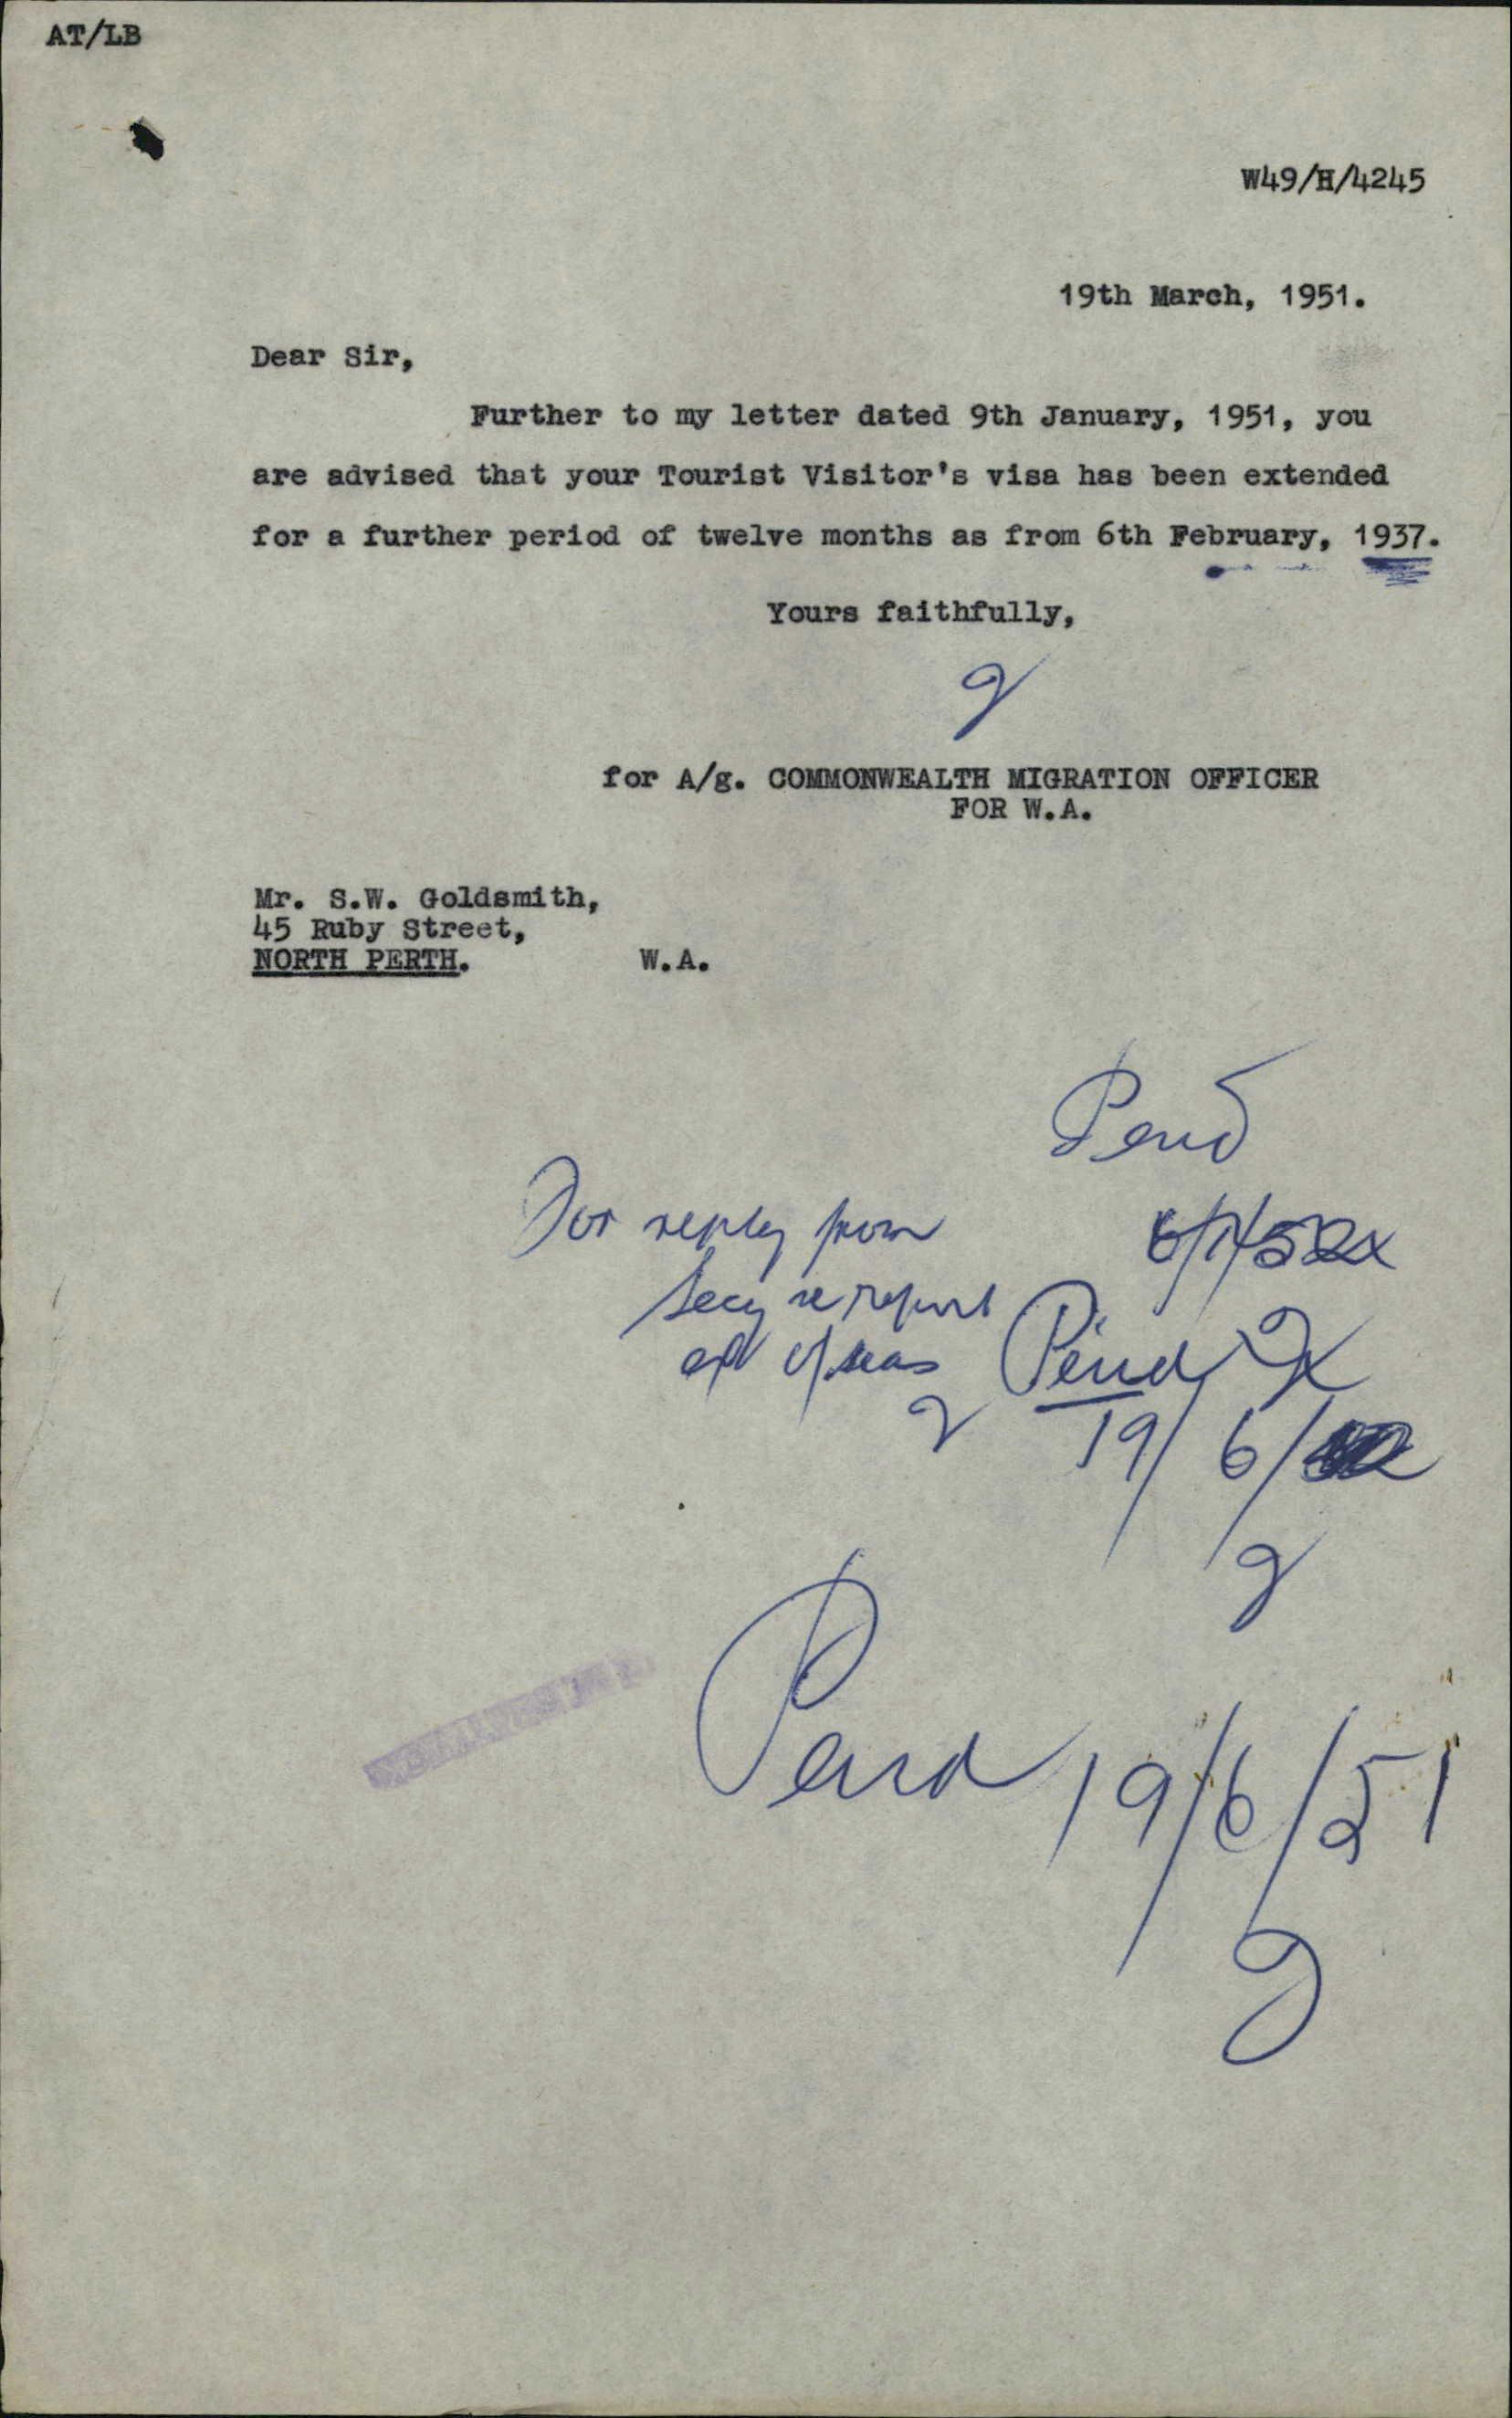 AT/LB
W49/H/4245
19th March, 1951.
Dear Sir,
Further to my letter dated 9th January, 1951, you
are advised that your Tourist Visitor's visa has been extended
for a further period of twelve months as from 6th February, 1937.
Yours faithfully,
for A/g. COMMONWEALTH MIGRATION OFFICER
FOR W.A.
Mr. S.W. Goldsmith,
45 Ruby Street,
NORTH PERTH. W.A.
Pend
6/1/52
For reply from
Secy re report
Pend
19/6/
Pend 19/6/51